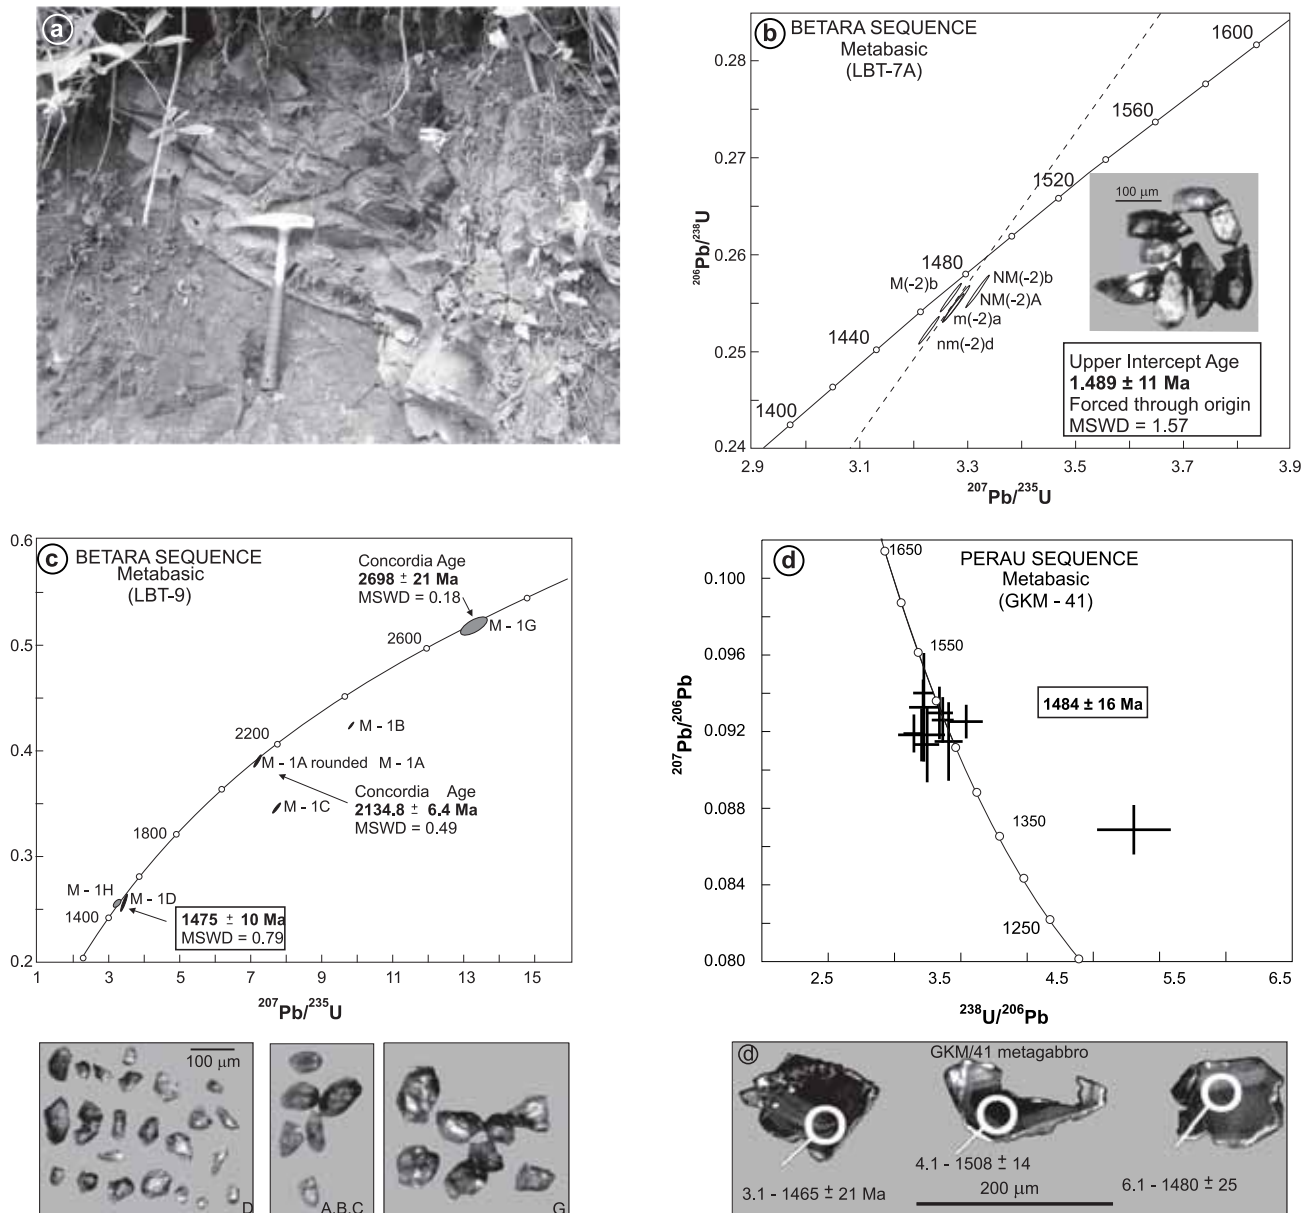 a
b
BETARA SEQUENCE
Metabasic
(LBT-7A)
0.28
0.27
0.26
0.25
0.24
206Pb/238U
1600
1560
1520
1480
1440
1400
M(-2)b
NM(-2)b
NM(-2)A
m(-2)a
nm(-2)d
100 µm
Upper Intercept Age
1.489 ± 11 Ma
Forced through origin
MSWD = 1.57
2.9 3.1 3.3 3.5 3.7 3.9
207Pb/235U
c
BETARA SEQUENCE
Metabasic
(LBT-9)
0.6
0.5
0.4
0.3
0.2
Concordia Age
2698 ± 21 Ma
MSWD = 0.18
M - 1G
2600
M - 1B
2200
M - 1A rounded M - 1A
Concordia Age
2134.8 ± 6.4 Ma
MSWD = 0.49
M - 1C
1800
M - 1H
M - 1D
1400
1475 ± 10 Ma
MSWD = 0.79
1 3 5 7 9 11 13 15
207Pb/235U
100 µm
D
A,B,C
G
d
PERAU SEQUENCE
Metabasic
(GKM - 41)
0.100
0.096
0.092
0.088
0.084
0.080
207Pb/206Pb
1650
1550
1484 ± 16 Ma
1350
1250
2.5 3.5 4.5 5.5 6.5
238U/206Pb
d
GKM/41 metagabbro
4.1 - 1508 ± 14
3.1 - 1465 ± 21 Ma
200 µm
6.1 - 1480 ± 25